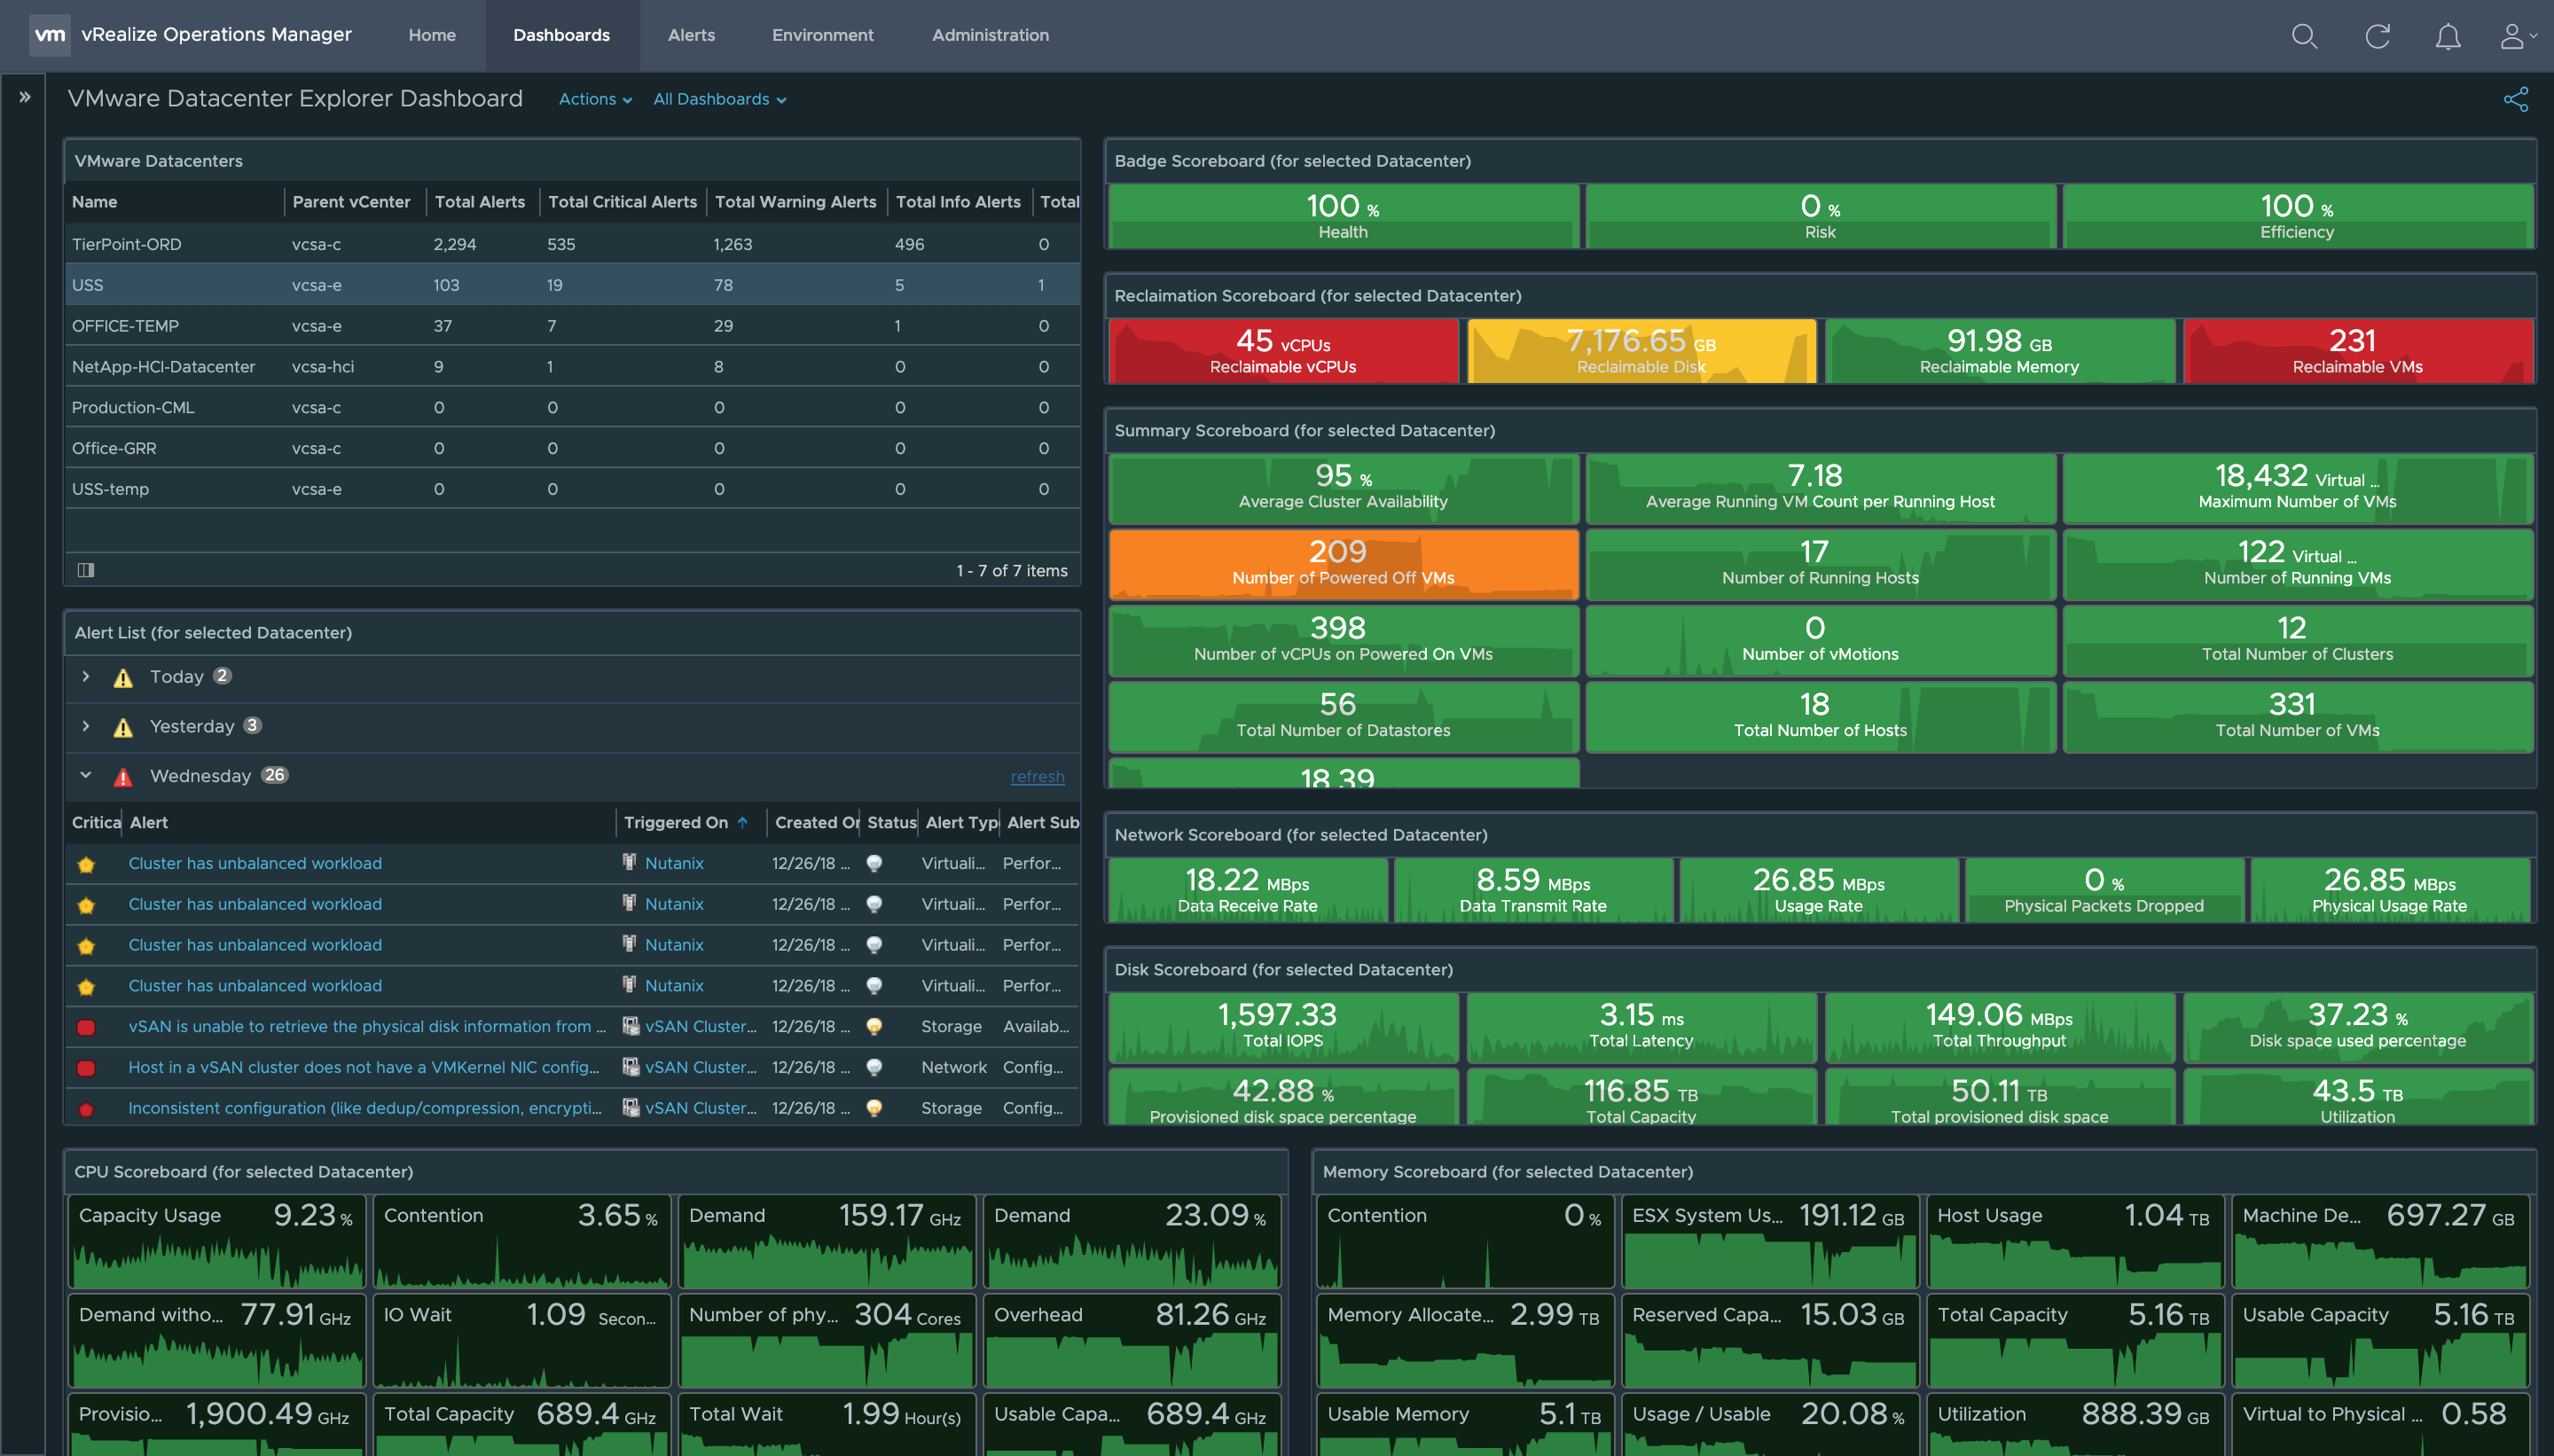 vm vRealize Operations Manager Home Dashboards Alerts Environment Administration
VMware Datacenter Explorer Dashboard Actions All Dashboards
VMware Datacenters
Name Parent vCenter Total Alerts Total Critical Alerts Total Warning Alerts Total Info Alerts Total
TierPoint-ORD vcsa-c 2,294 535 1,263 496 0
USS vcsa-e 103 19 78 5 1
OFFICE-TEMP vcsa-e 37 7 29 1 0
NetApp-HCI-Datacenter vcsa-hci 9 1 8 0 0
Production-CML vcsa-c 0 0 0 0 0
Office-GRR vcsa-c 0 0 0 0 0
USS-temp vcsa-e 0 0 0 0 0
1 - 7 of 7 items
Alert List (for selected Datacenter)
Today 2
Yesterday 3
Wednesday 26 refresh
Critica Alert Triggered On Created On Status Alert Typ Alert Sub
Cluster has unbalanced workload Nutanix 12/26/18 ... Virtuali... Perfor...
Cluster has unbalanced workload Nutanix 12/26/18 ... Virtuali... Perfor...
Cluster has unbalanced workload Nutanix 12/26/18 ... Virtuali... Perfor...
Cluster has unbalanced workload Nutanix 12/26/18 ... Virtuali... Perfor...
vSAN is unable to retrieve the physical disk information from ... vSAN Cluster... 12/26/18 ... Storage Availab...
Host in a vSAN cluster does not have a VMKernel NIC config... vSAN Cluster... 12/26/18 ... Network Config...
Inconsistent configuration (like dedup/compression, encrypti... vSAN Cluster... 12/26/18 ... Storage Config...
Badge Scoreboard (for selected Datacenter)
100 % 0 % 100 %
Health Risk Efficiency
Reclaimation Scoreboard (for selected Datacenter)
45 vCPUs 7,176.65 GB 91.98 GB 231
Reclaimable vCPUs Reclaimable Disk Reclaimable Memory Reclaimable VMs
Summary Scoreboard (for selected Datacenter)
95 % 7.18 18,432 Virtual ...
Average Cluster Availability Average Running VM Count per Running Host Maximum Number of VMs
209 17 122 Virtual ...
Number of Powered Off VMs Number of Running Hosts Number of Running VMs
398 0 12
Number of vCPUs on Powered On VMs Number of vMotions Total Number of Clusters
56 18 331
Total Number of Datastores Total Number of Hosts Total Number of VMs
18.39
Network Scoreboard (for selected Datacenter)
18.22 MBps 8.59 MBps 26.85 MBps 0 % 26.85 MBps
Data Receive Rate Data Transmit Rate Usage Rate Physical Packets Dropped Physical Usage Rate
Disk Scoreboard (for selected Datacenter)
1,597.33 3.15 ms 149.06 MBps 37.23 %
Total IOPS Total Latency Total Throughput Disk space used percentage
42.88 % 116.85 TB 50.11 TB 43.5 TB
Provisioned disk space percentage Total Capacity Total provisioned disk space Utilization
CPU Scoreboard (for selected Datacenter)
Capacity Usage 9.23 % Contention 3.65 % Demand 159.17 GHz Demand 23.09 %
Demand witho... 77.91 GHz IO Wait 1.09 Secon... Number of phy... 304 Cores Overhead 81.26 GHz
Provisio... 1,900.49 GHz Total Capacity 689.4 GHz Total Wait 1.99 Hour(s) Usable Capa... 689.4 GHz
Memory Scoreboard (for selected Datacenter)
Contention 0 % ESX System Us... 191.12 GB Host Usage 1.04 TB Machine De... 697.27 GB
Memory Allocate... 2.99 TB Reserved Capa... 15.03 GB Total Capacity 5.16 TB Usable Capacity 5.16 TB
Usable Memory 5.1 TB Usage / Usable 20.08 % Utilization 888.39 GB Virtual to Physical ... 0.58